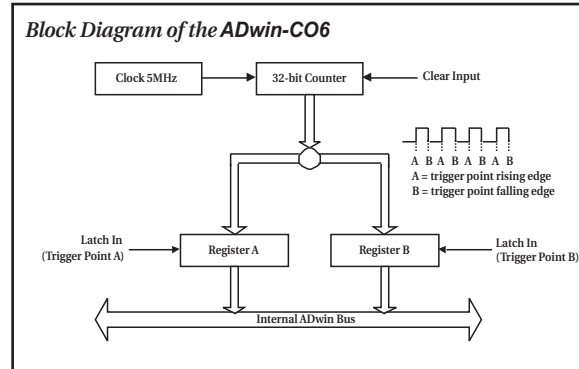 Block Diagram of the ADwin-CO6
Clock 5MHz
32-bit Counter
Clear Input
A B A B A B A B
A = trigger point rising edge
B = trigger point falling edge
Latch In
(Trigger Point A)
Register A
Register B
Latch In
(Trigger Point B)
Internal ADwin Bus